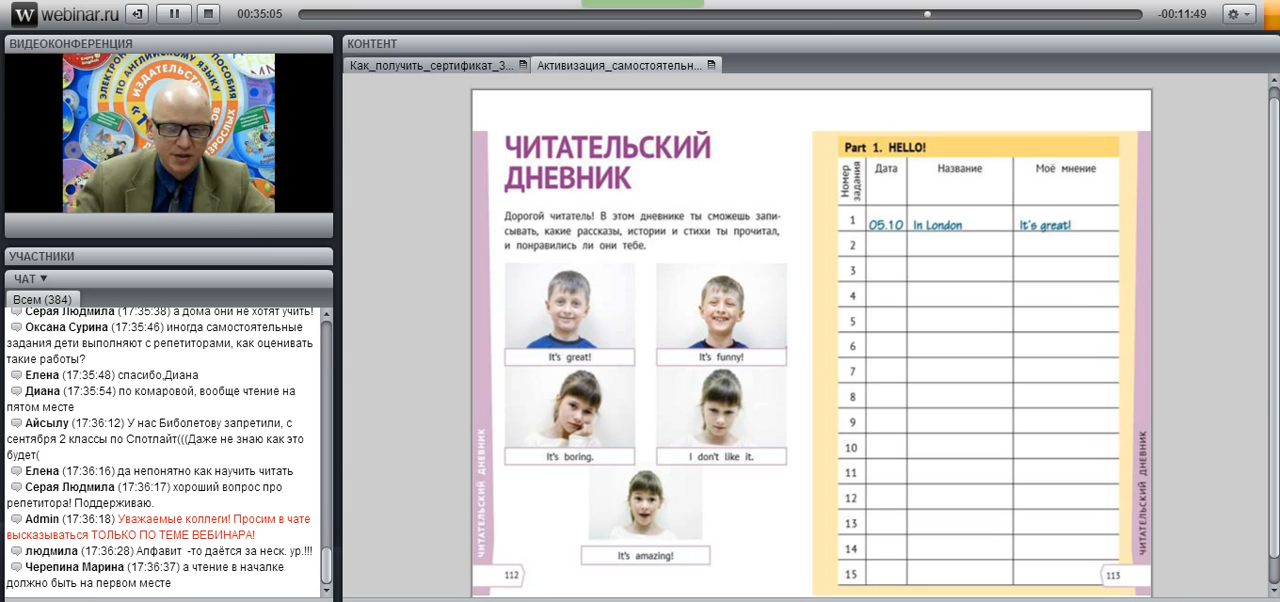 webinar.ru
00:35:05
-00:11:49
ВИДЕОКОНФЕРЕНЦИЯ
ЭЛЕКТРОН
ПОСОБИЯ
ПО АНГЛИЙСКОМУ ЯЗЫКУ
ИЗДАТЕЛЬСТВА
УЧАСТНИКИ
ЧАТ
Всем (384)
Серая Людмила (17:35:38) а дома они не хотят учить!
Оксана Сурина (17:35:46) иногда самостоятельные
задания дети выполняют с репетиторами, как оценивать
такие работы?
Елена (17:35:48) спасибо,Диана
Диана (17:35:54) по комаровой, вообще чтение на
пятом месте
Айсылу (17:36:12) У нас Биболетову запретили, с
сентября 2 классы по Спотлайт(((Даже не знаю как это
будет(
Елена (17:36:16) да непонятно как научить читать
Серая Людмила (17:36:17) хороший вопрос про
репетитора! Поддерживаю.
Admin (17:36:18) Уважаемые коллеги! Просим в чате
высказываться ТОЛЬКО ПО ТЕМЕ ВЕБИНАРА!
людмила (17:36:28) Алфавит -то даётся за неск. ур.!!!
Черепина Марина (17:36:37) а чтение в началке
должно быть на первом месте
КОНТЕНТ
Как_получить_сертификат_3...
Активизация_самостоятельн...
ЧИТАТЕЛЬСКИЙ
ДНЕВНИК
Дорогой читатель! В этом дневнике ты сможешь запи-
сывать, какие рассказы, истории и стихи ты прочитал,
и понравились ли они тебе.
It's great!
It's funny!
It's boring.
I don't like it.
It's amazing!
ЧИТАТЕЛЬСКИЙ ДНЕВНИК
112
Part 1. HELLO!
Номер задания Дата Название Моё мнение
1 05.10 In London It's great!
2
3
4
5
6
7
8
9
10
11
12
13
14
15
ЧИТАТЕЛЬСКИЙ ДНЕВНИК
113